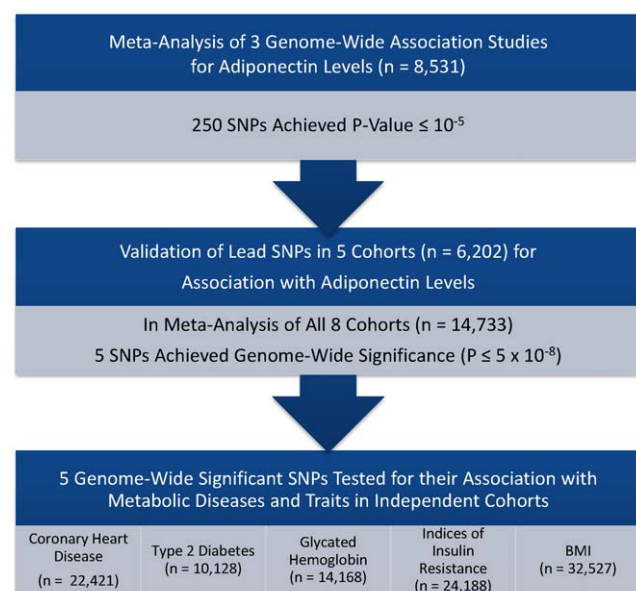 Meta-Analysis of 3 Genome-Wide Association Studies
for Adiponectin Levels (n = 8,531)
250 SNPs Achieved P-Value ≤ 10⁻⁵
Validation of Lead SNPs in 5 Cohorts (n = 6,202) for
Association with Adiponectin Levels
In Meta-Analysis of All 8 Cohorts (n = 14,733)
5 SNPs Achieved Genome-Wide Significance (P ≤ 5 x 10⁻⁸)
5 Genome-Wide Significant SNPs Tested for their Association with
Metabolic Diseases and Traits in Independent Cohorts
Coronary Heart
Disease
(n = 22,421)
Type 2 Diabetes
(n = 10,128)
Glycated
Hemoglobin
(n = 14,168)
Indices of
Insulin
Resistance
(n = 24,188)
BMI
(n = 32,527)